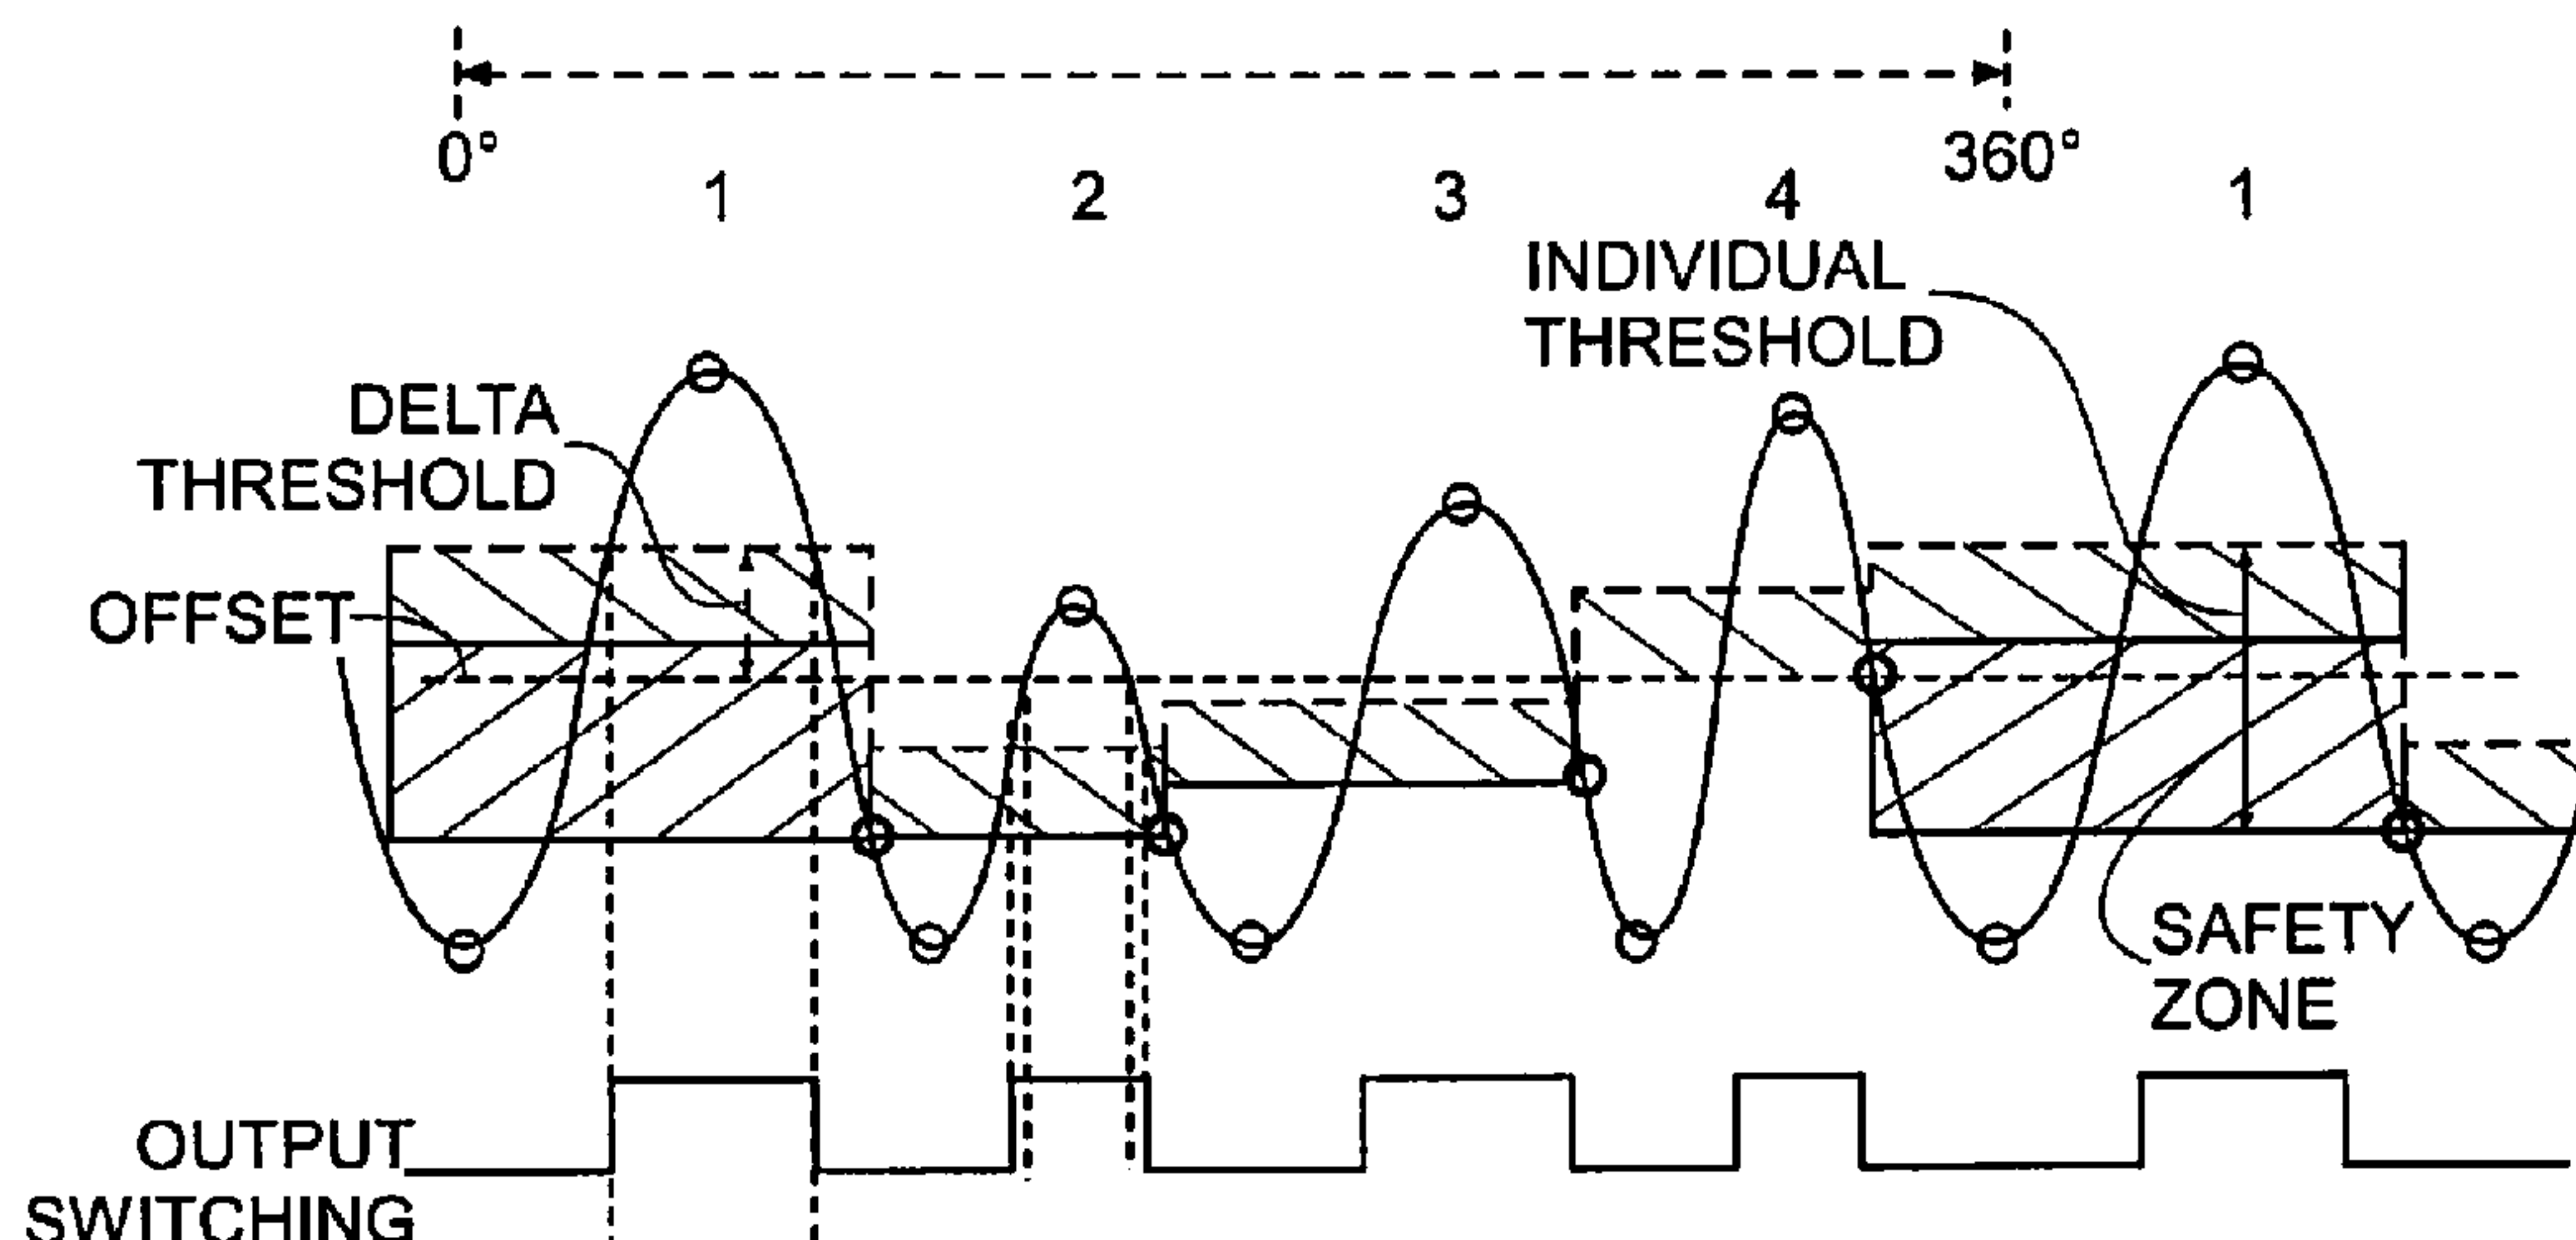 0°
360°
1
2
3
4
1
INDIVIDUAL
THRESHOLD
DELTA
THRESHOLD
OFFSET
SAFETY
ZONE
OUTPUT
SWITCHING